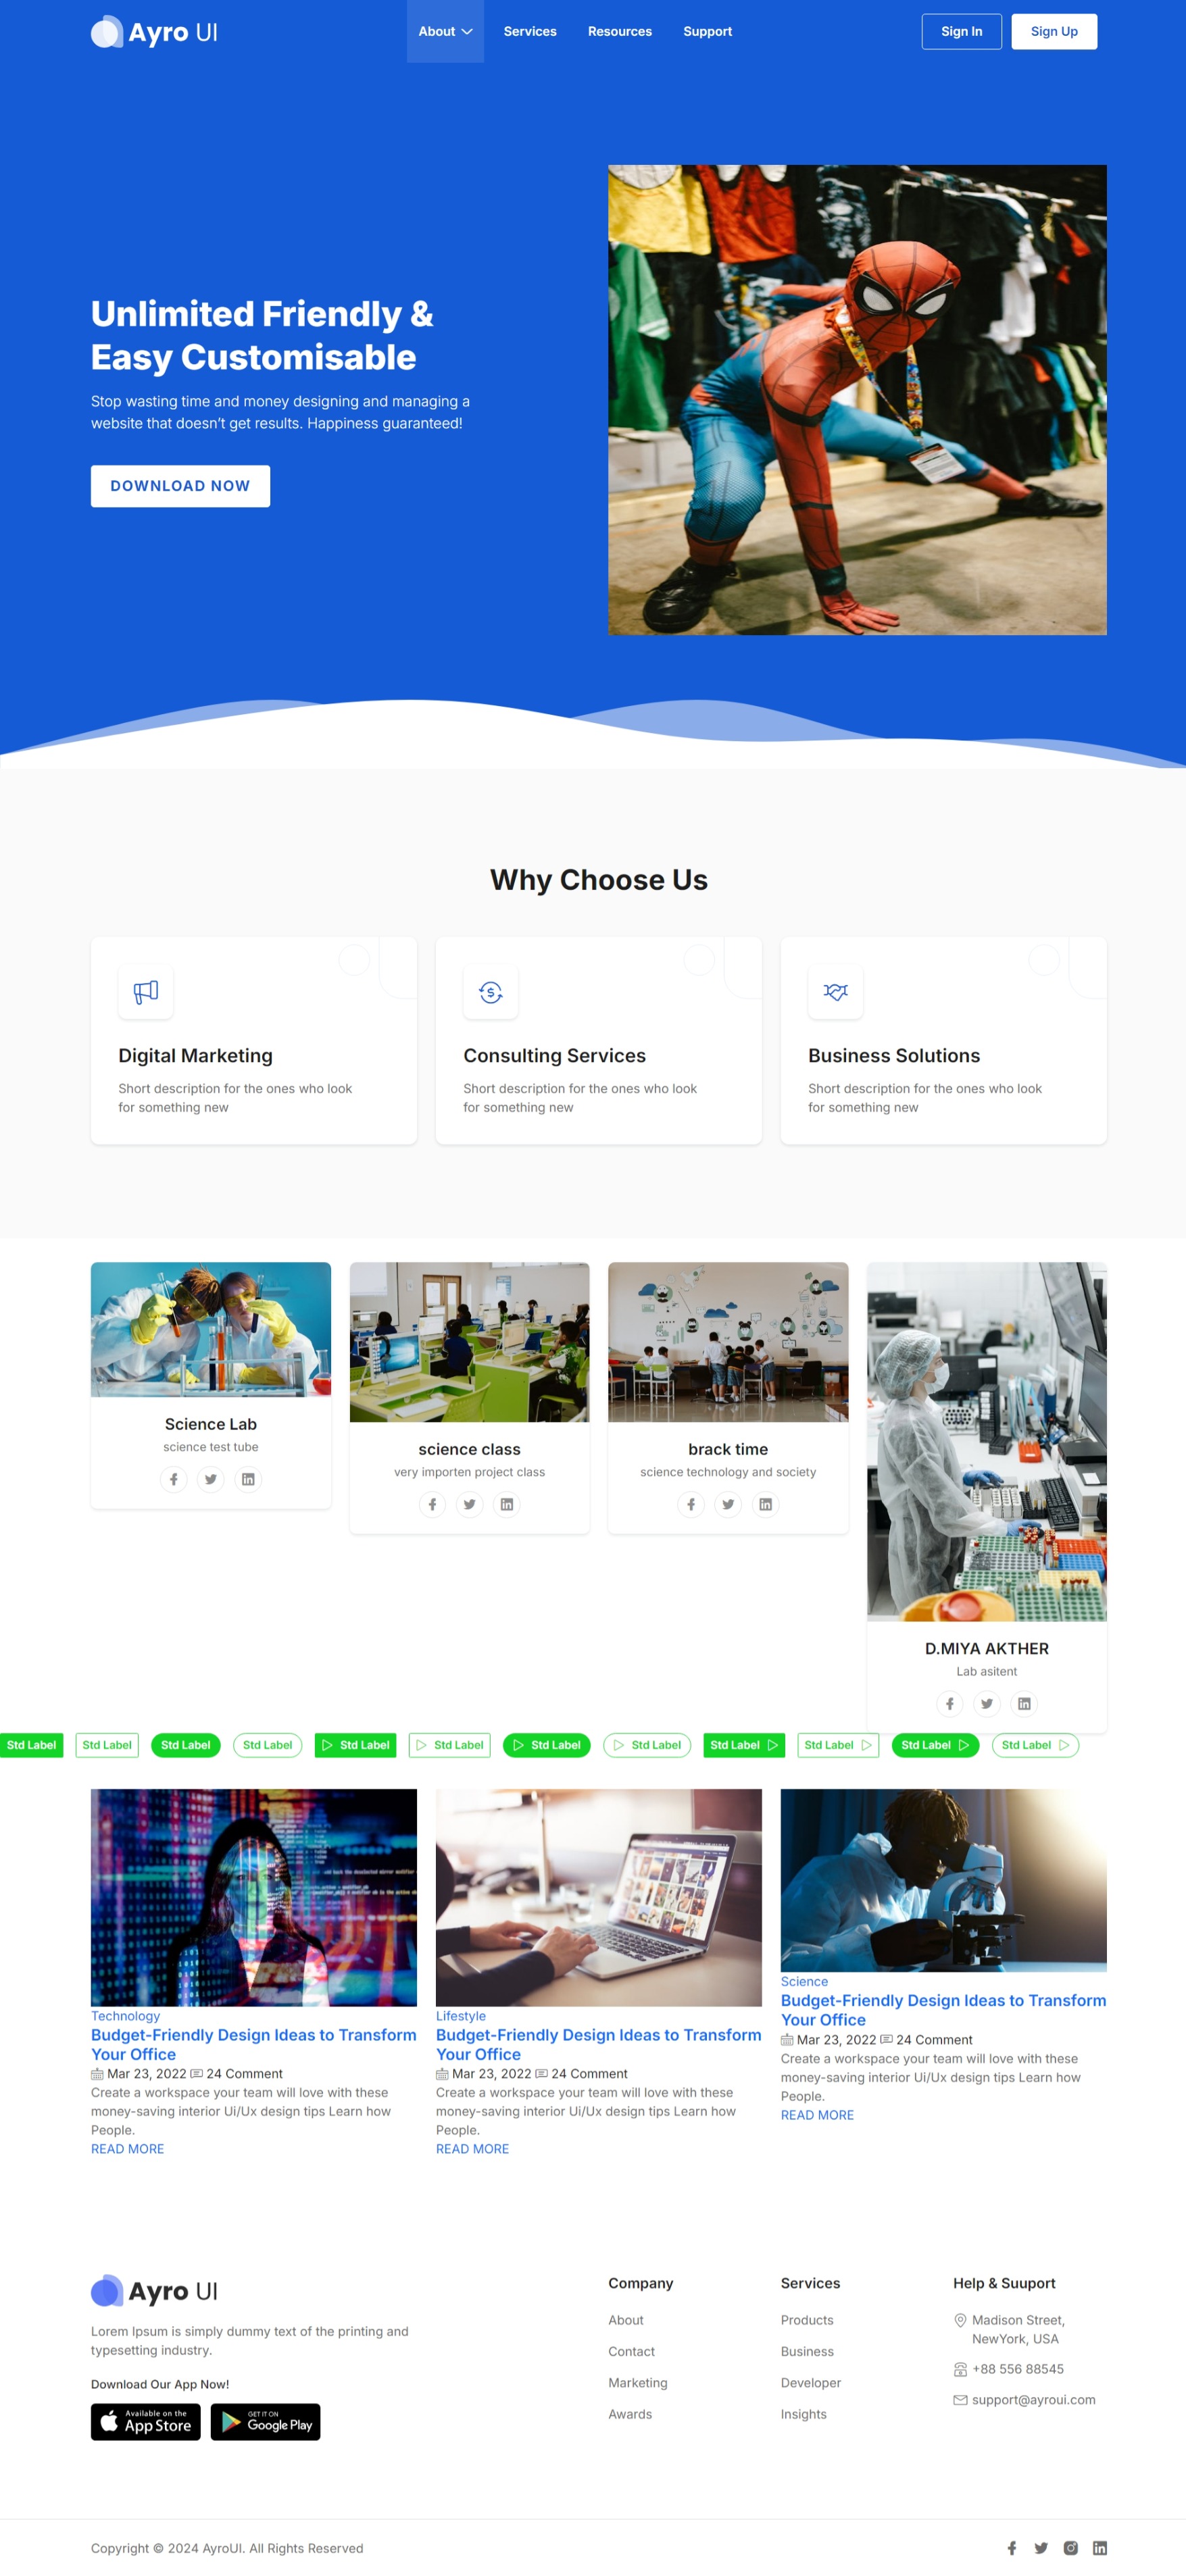 Ayro UI
About
Services
Resources
Support
Sign In
Sign Up
Unlimited Friendly &
Easy Customisable
Stop wasting time and money designing and managing a
website that doesn't get results. Happiness guaranteed!
DOWNLOAD NOW
Why Choose Us
Digital Marketing
Short description for the ones who look
for something new
Consulting Services
Short description for the ones who look
for something new
Business Solutions
Short description for the ones who look
for something new
Science Lab
science test tube
science class
very importen project class
brack time
science technology and society
D.MIYA AKTHER
Lab asitent
Std Label
Std Label
Std Label
Std Label
Std Label
Std Label
Std Label
Std Label
Std Label
Std Label
Std Label
Std Label
Technology
Budget-Friendly Design Ideas to Transform
Your Office
Mar 23, 2022 24 Comment
Create a workspace your team will love with these
money-saving interior Ui/Ux design tips Learn how
People.
READ MORE
Lifestyle
Budget-Friendly Design Ideas to Transform
Your Office
Mar 23, 2022 24 Comment
Create a workspace your team will love with these
money-saving interior Ui/Ux design tips Learn how
People.
READ MORE
Science
Budget-Friendly Design Ideas to Transform
Your Office
Mar 23, 2022 24 Comment
Create a workspace your team will love with these
money-saving interior Ui/Ux design tips Learn how
People.
READ MORE
Ayro UI
Lorem Ipsum is simply dummy text of the printing and
typesetting industry.
Download Our App Now!
Available on the
App Store
GET IT ON
Google Play
Company
About
Contact
Marketing
Awards
Services
Products
Business
Developer
Insights
Help & Suuport
Madison Street,
NewYork, USA
+88 556 88545
support@ayroui.com
Copyright © 2024 AyroUI. All Rights Reserved